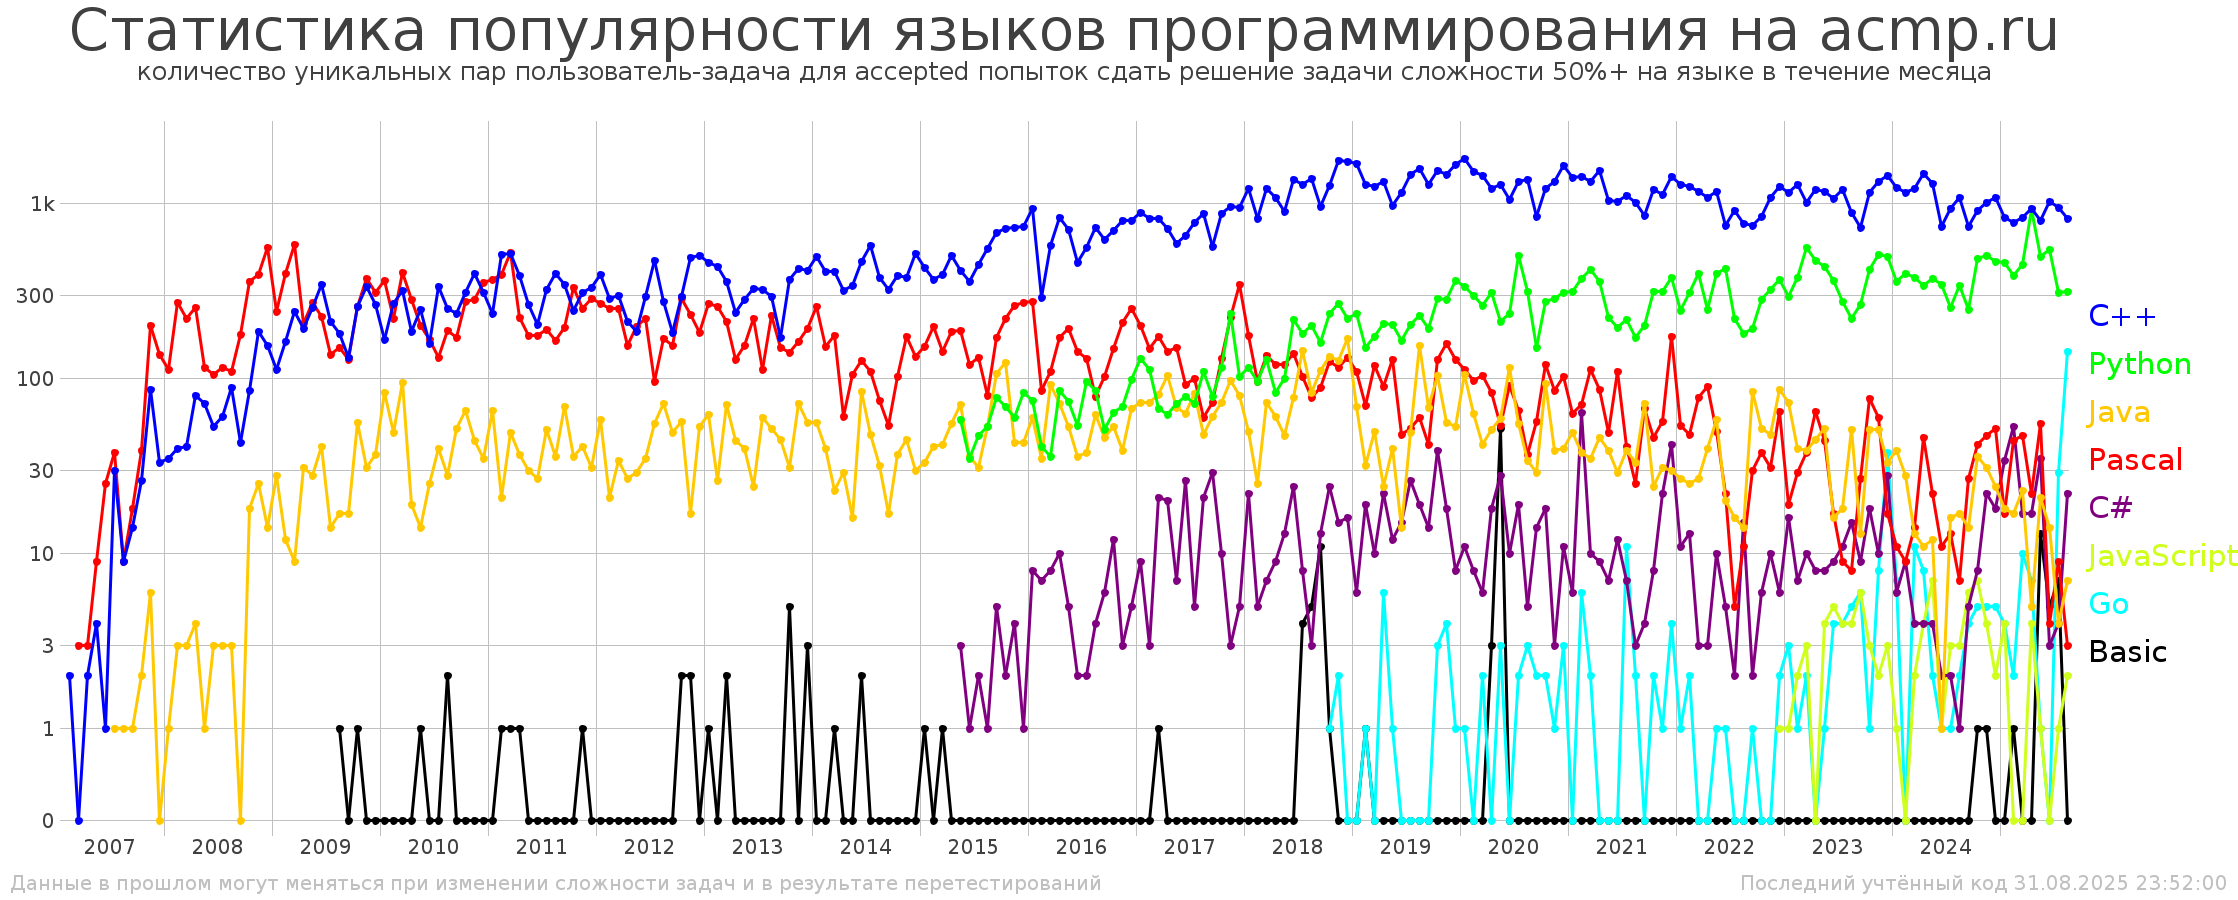 Статистика популярности языков программирования на acmp.ru
количество уникальных пар пользователь-задача для accepted попыток сдать решение задачи сложности 50%+ на языке в течение месяца
1k
300
100
30
10
3
1
0
C++
Python
Java
Pascal
C#
JavaScript
Go
Basic
2007 2008 2009 2010 2011 2012 2013 2014 2015 2016 2017 2018 2019 2020 2021 2022 2023 2024
Данные в прошлом могут меняться при изменении сложности задач и в результате перетестирований
Последний учтённый код 31.08.2025 23:52:00